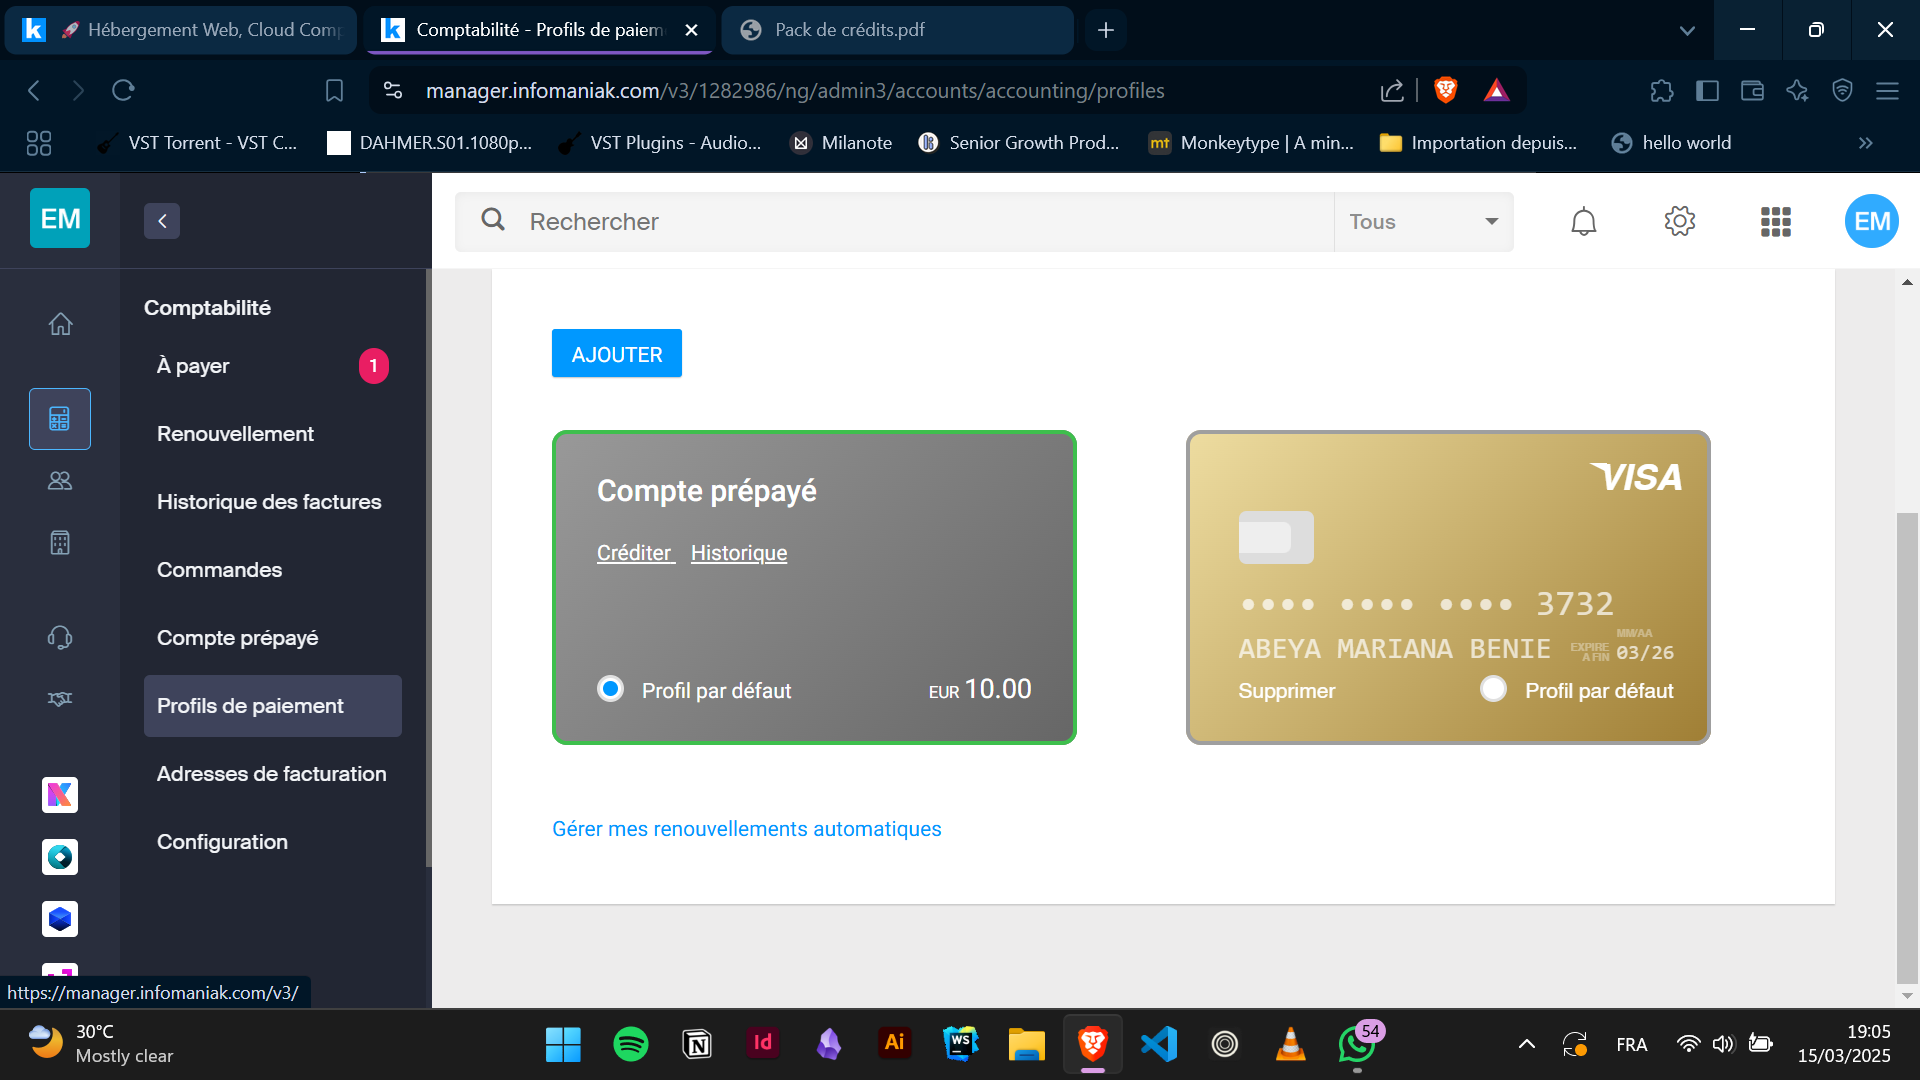 🚀 Hébergement Web, Cloud Comp
Comptabilité - Profils de paiem
Pack de crédits.pdf
manager.infomaniak.com/v3/1282986/ng/admin3/accounts/accounting/profiles
VST Torrent - VST C...
DAHMER.S01.1080p...
VST Plugins - Audio...
Milanote
Senior Growth Prod...
mt
Monkeytype | A min...
Importation depuis...
hello world
EM
Rechercher
Tous
EM
Comptabilité
À payer
1
Renouvellement
Historique des factures
Commandes
Compte prépayé
Profils de paiement
Adresses de facturation
Configuration
AJOUTER
Compte prépayé
Créditer Historique
Profil par défaut
EUR 10.00
VISA
•••• •••• •••• 3732
ABEYA MARIANA BENIE
EXPIRE A FIN
MM/AA
03/26
Supprimer
Profil par défaut
Gérer mes renouvellements automatiques
https://manager.infomaniak.com/v3/
30°C
Mostly clear
Id
Ai
WS
54
FRA
19:05
15/03/2025